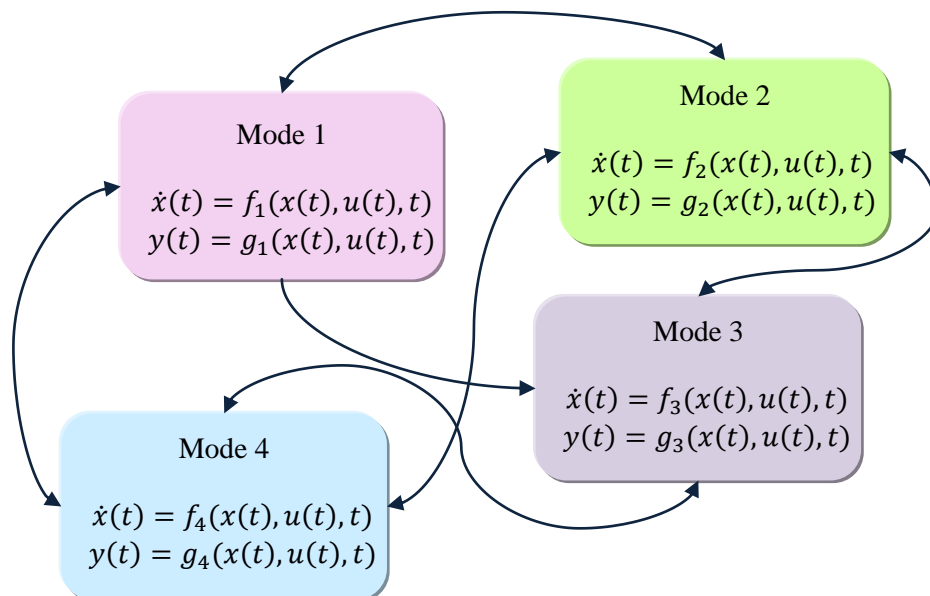 Mode 1
ẋ(t) = f₁(x(t), u(t), t)
y(t) = g₁(x(t), u(t), t)
Mode 2
ẋ(t) = f₂(x(t), u(t), t)
y(t) = g₂(x(t), u(t), t)
Mode 3
ẋ(t) = f₃(x(t), u(t), t)
y(t) = g₃(x(t), u(t), t)
Mode 4
ẋ(t) = f₄(x(t), u(t), t)
y(t) = g₄(x(t), u(t), t)